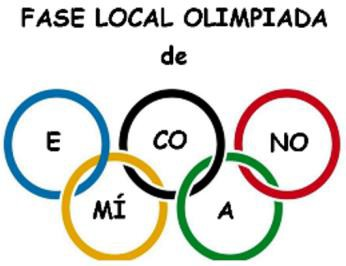 FASE LOCAL OLIMPIADA
de
E CO NO
MÍ A